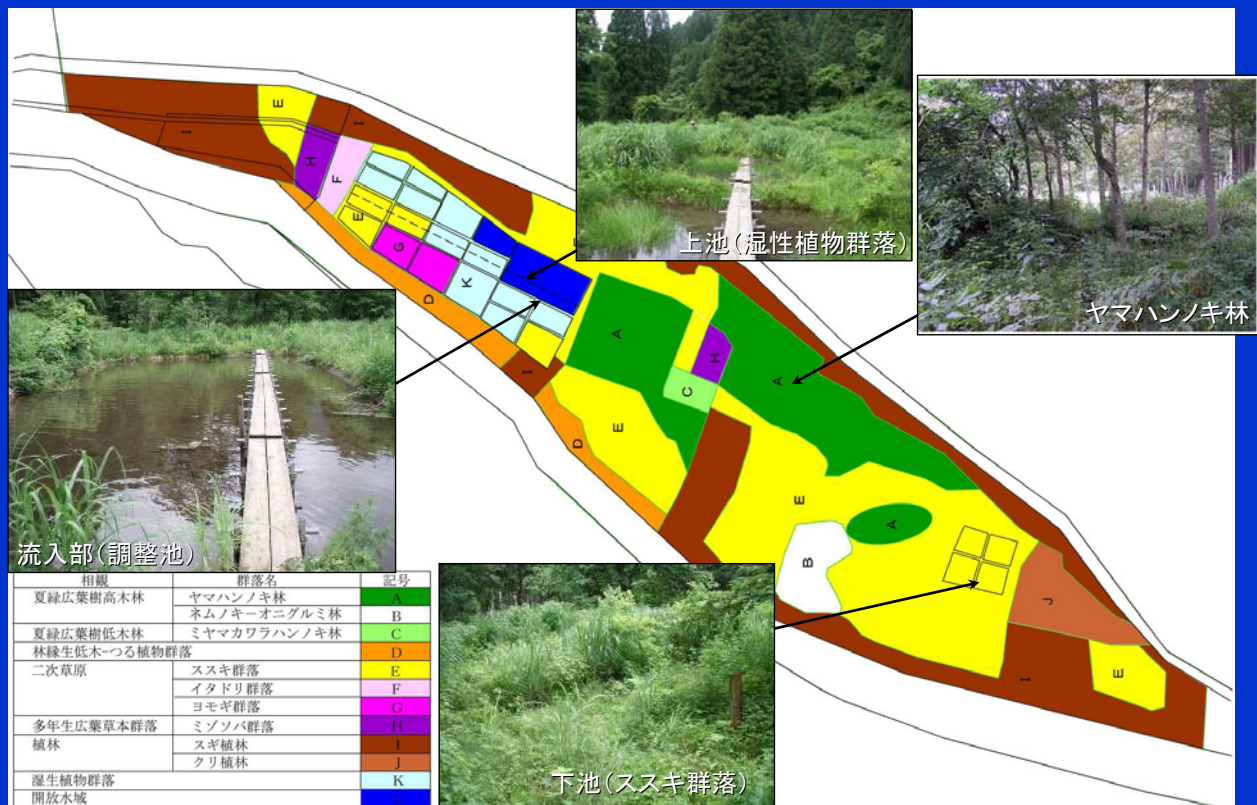 上池(湿性植物群落)
ヤマハンノキ林
流入部(調整池)
下池(ススキ群落)
E
I
I
H
F
E
G
K
D
I
A
H
C
A
E
D
E
A
B
J
I
E
相観 群落名 記号
夏緑広葉樹高木林 ヤマハンノキ林 A
ネムノキ-オニグルミ林 B
夏緑広葉樹低木林 ミヤマカワラハンノキ林 C
林緑生低木-つる植物群落 D
二次草原 ススキ群落 E
イタドリ群落 F
ヨモギ群落 G
多年生広葉草本群落 ミゾソバ群落 H
植林 スギ植林 I
クリ植林 J
湿生植物群落 K
開放水域 L